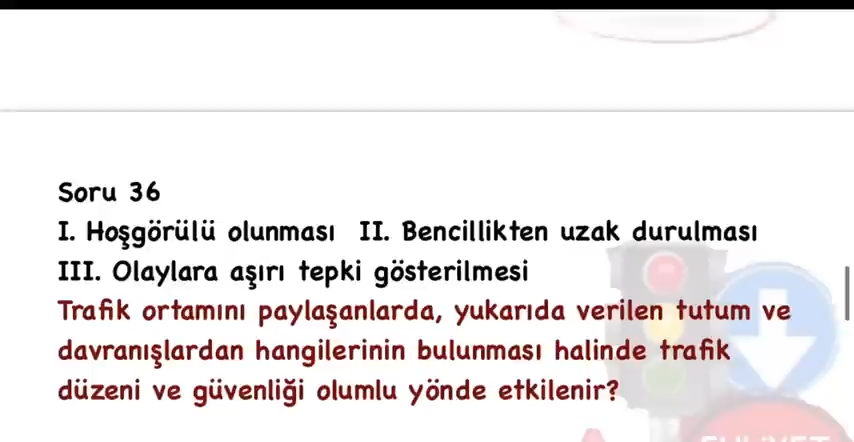 Soru 36
I. Hoşgörülü olunması II. Bencillikten uzak durulması
III. Olaylara aşırı tepki gösterilmesi
Trafik ortamını paylaşanlarda, yukarıda verilen tutum ve
davranışlardan hangilerinin bulunması halinde trafik
düzeni ve güvenliği olumlu yönde etkilenir?